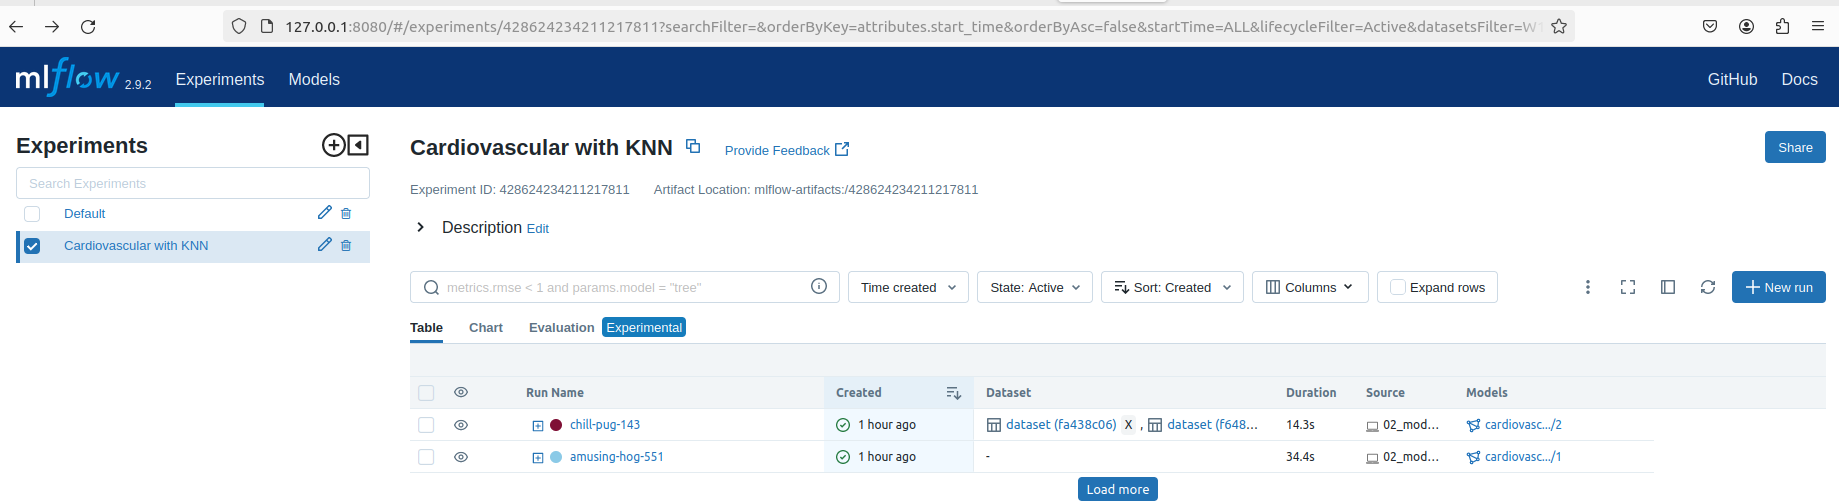 127.0.0.1:8080/#/experiments/428624234211217811?searchFilter=&orderByKey=attributes.start_time&orderByAsc=false&startTime=ALL&lifecycleFilter=Active&datasetsFilter=W
mlflow 2.9.2 Experiments Models GitHub Docs
Experiments
Search Experiments
Default
Cardiovascular with KNN
Cardiovascular with KNN Provide Feedback Share
Experiment ID: 428624234211217811 Artifact Location: mlflow-artifacts:/428624234211217811
Description Edit
metrics.rmse < 1 and params.model = "tree" Time created State: Active Sort: Created Columns Expand rows New run
Table Chart Evaluation Experimental
Run Name Created Dataset Duration Source Models
chill-pug-143 1 hour ago dataset (fa438c06) X , dataset (f648... 14.3s 02_mod... cardiovasc.../2
amusing-hog-551 1 hour ago - 34.4s 02_mod... cardiovasc.../1
Load more